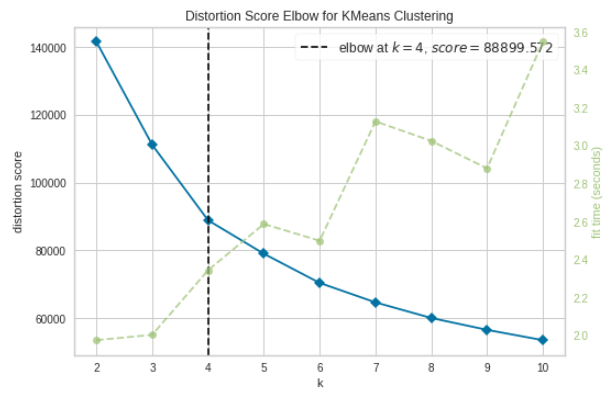 Distortion Score Elbow for KMeans Clustering
elbow at k = 4, score = 88899.572
140000
120000
100000
80000
60000
distortion score
3.6
3.4
3.2
3.0
2.8
2.6
2.4
2.2
2.0
fit time (seconds)
2 3 4 5 6 7 8 9 10
k